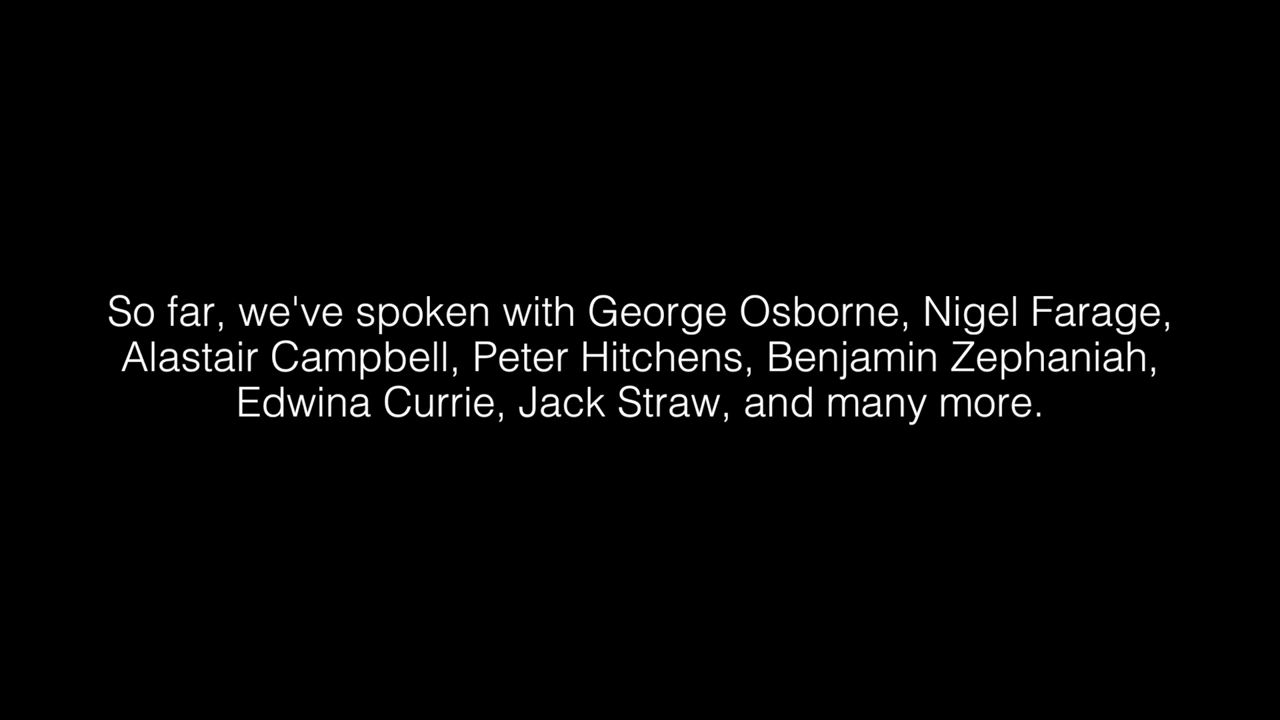 So far, we've spoken with George Osborne, Nigel Farage,
Alastair Campbell, Peter Hitchens, Benjamin Zephaniah,
Edwina Currie, Jack Straw, and many more.